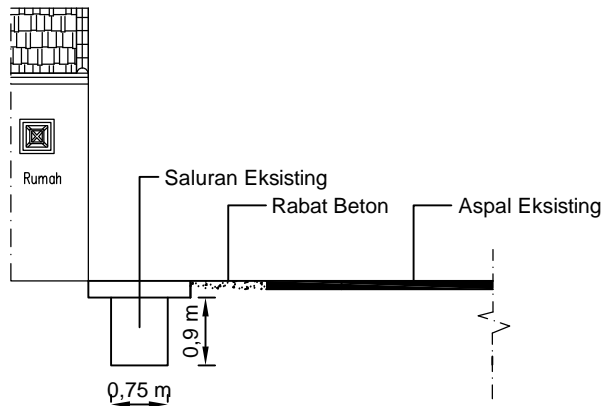 Rumah
Saluran Eksisting
Rabat Beton
Aspal Eksisting
0,9 m
0,75 m